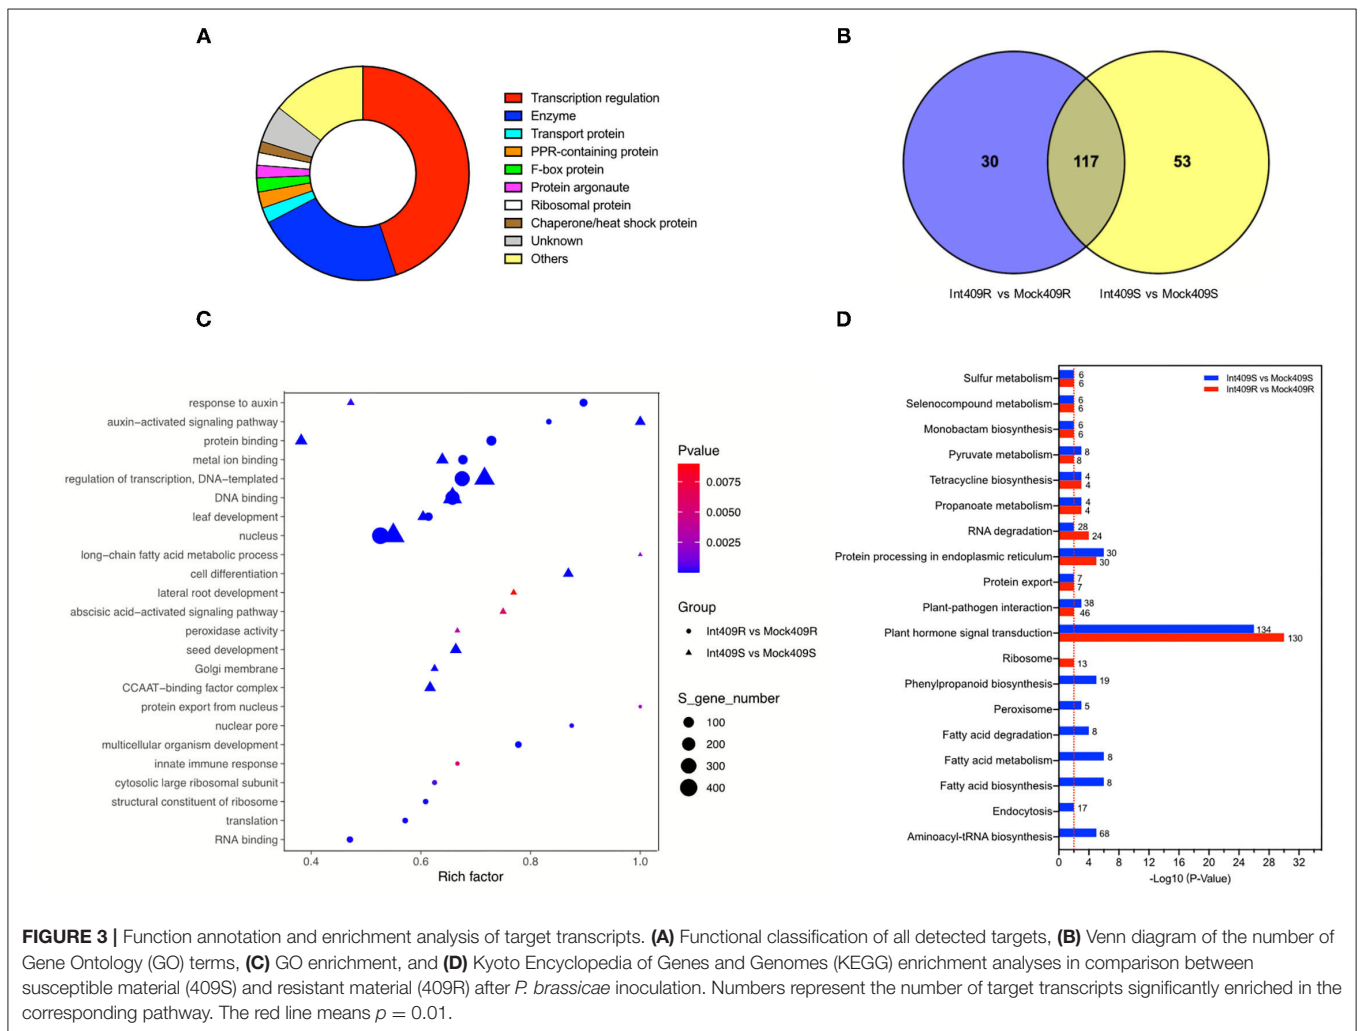 A
Transcription regulation
Enzyme
Transport protein
PPR-containing protein
F-box protein
Protein argonaute
Ribosomal protein
Chaperone/heat shock protein
Unknown
Others
B
30
117
53
Int409R vs Mock409R
Int409S vs Mock409S
C
response to auxin
auxin−activated signaling pathway
protein binding
metal ion binding
regulation of transcription, DNA−templated
DNA binding
leaf development
nucleus
long−chain fatty acid metabolic process
cell differentiation
lateral root development
abscisic acid−activated signaling pathway
peroxidase activity
seed development
Golgi membrane
CCAAT−binding factor complex
protein export from nucleus
nuclear pore
multicellular organism development
innate immune response
cytosolic large ribosomal subunit
structural constituent of ribosome
translation
RNA binding
0.4 0.6 0.8 1.0
Rich factor
Pvalue
0.0075
0.0050
0.0025
Group
Int409R vs Mock409R
Int409S vs Mock409S
S_gene_number
100
200
300
400
D
Int409S vs Mock409S
Int409R vs Mock409R
Sulfur metabolism 6 6
Selenocompound metabolism 6 6
Monobactam biosynthesis 6 6
Pyruvate metabolism 8 8
Tetracycline biosynthesis 4 4
Propanoate metabolism 4 4
RNA degradation 28 24
Protein processing in endoplasmic reticulum 30 30
Protein export 7 7
Plant-pathogen interaction 38 46
Plant hormone signal transduction 134 130
Ribosome 13
Phenylpropanoid biosynthesis 19
Peroxisome 5
Fatty acid degradation 8
Fatty acid metabolism 8
Fatty acid biosynthesis 8
Endocytosis 17
Aminoacyl-tRNA biosynthesis 68
0 2 4 6 8 10 12 14 16 18 20 22 24 26 28 30 32
-Log10 (P-Value)
FIGURE 3 | Function annotation and enrichment analysis of target transcripts. (A) Functional classification of all detected targets, (B) Venn diagram of the number of
Gene Ontology (GO) terms, (C) GO enrichment, and (D) Kyoto Encyclopedia of Genes and Genomes (KEGG) enrichment analyses in comparison between
susceptible material (409S) and resistant material (409R) after P. brassicae inoculation. Numbers represent the number of target transcripts significantly enriched in the
corresponding pathway. The red line means p = 0.01.